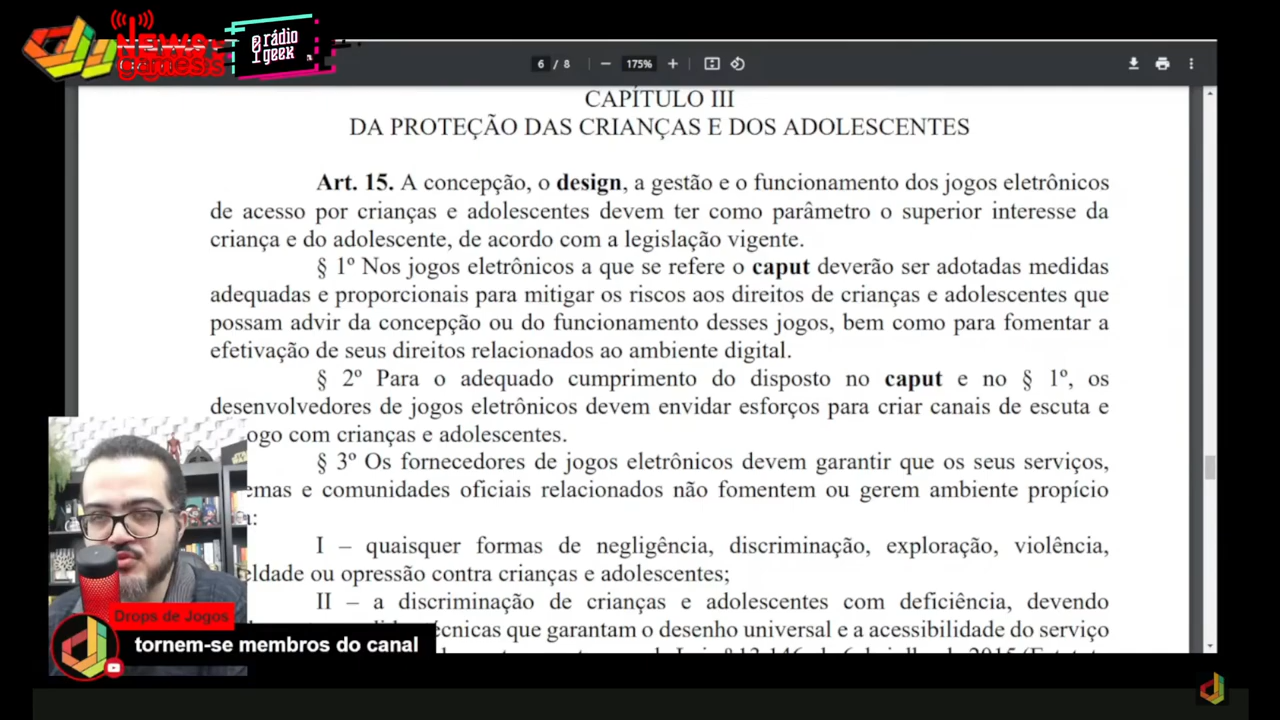 NEWS
games
rádio
geek
6 / 8
175%
CAPÍTULO III
DA PROTEÇÃO DAS CRIANÇAS E DOS ADOLESCENTES
Art. 15. A concepção, o design, a gestão e o funcionamento dos jogos eletrônicos
de acesso por crianças e adolescentes devem ter como parâmetro o superior interesse da
criança e do adolescente, de acordo com a legislação vigente.
§ 1º Nos jogos eletrônicos a que se refere o caput deverão ser adotadas medidas
adequadas e proporcionais para mitigar os riscos aos direitos de crianças e adolescentes que
possam advir da concepção ou do funcionamento desses jogos, bem como para fomentar a
efetivação de seus direitos relacionados ao ambiente digital.
§ 2º Para o adequado cumprimento do disposto no caput e no § 1º, os
desenvolvedores de jogos eletrônicos devem envidar esforços para criar canais de escuta e
ogo com crianças e adolescentes.
§ 3º Os fornecedores de jogos eletrônicos devem garantir que os seus serviços,
emas e comunidades oficiais relacionados não fomentem ou gerem ambiente propício
I – quaisquer formas de negligência, discriminação, exploração, violência,
eldade ou opressão contra crianças e adolescentes;
II – a discriminação de crianças e adolescentes com deficiência, devendo
écnicas que garantam o desenho universal e a acessibilidade do serviço
Drops de Jogos
tornem-se membros do canal